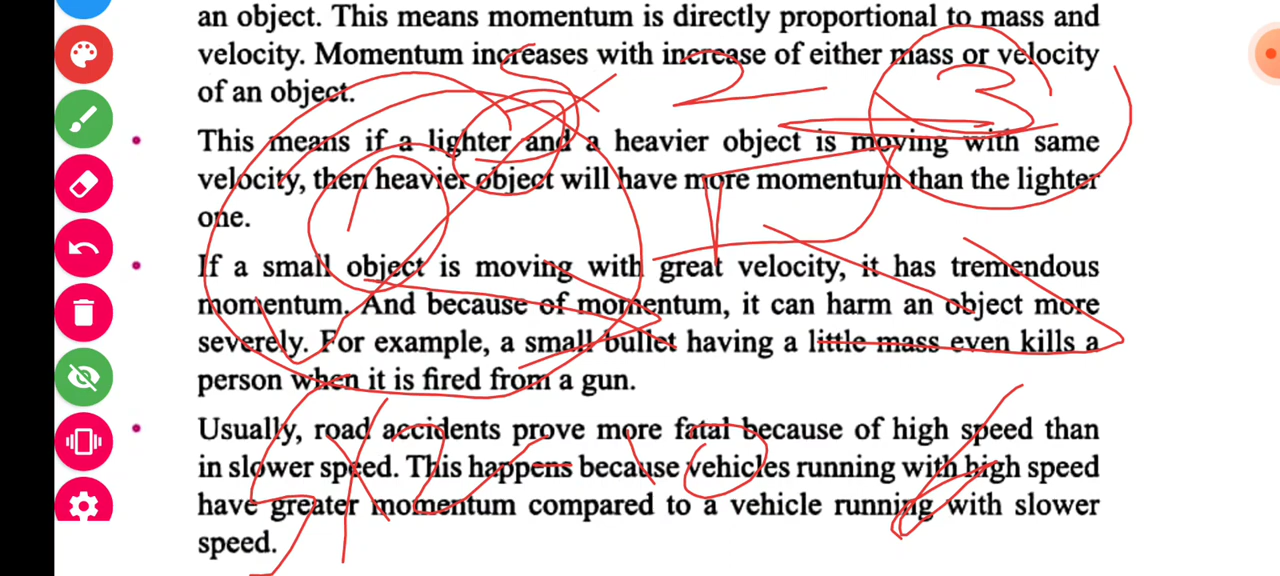 an object. This means momentum is directly proportional to mass and
velocity. Momentum increases with increase of either mass or velocity
of an object.
• This means if a lighter and a heavier object is moving with same
velocity, then heavier object will have more momentum than the lighter
one.
• If a small object is moving with great velocity, it has tremendous
momentum. And because of momentum, it can harm an object more
severely. For example, a small bullet having a little mass even kills a
person when it is fired from a gun.
• Usually, road accidents prove more fatal because of high speed than
in slower speed. This happens because vehicles running with high speed
have greater momentum compared to a vehicle running with slower
speed.